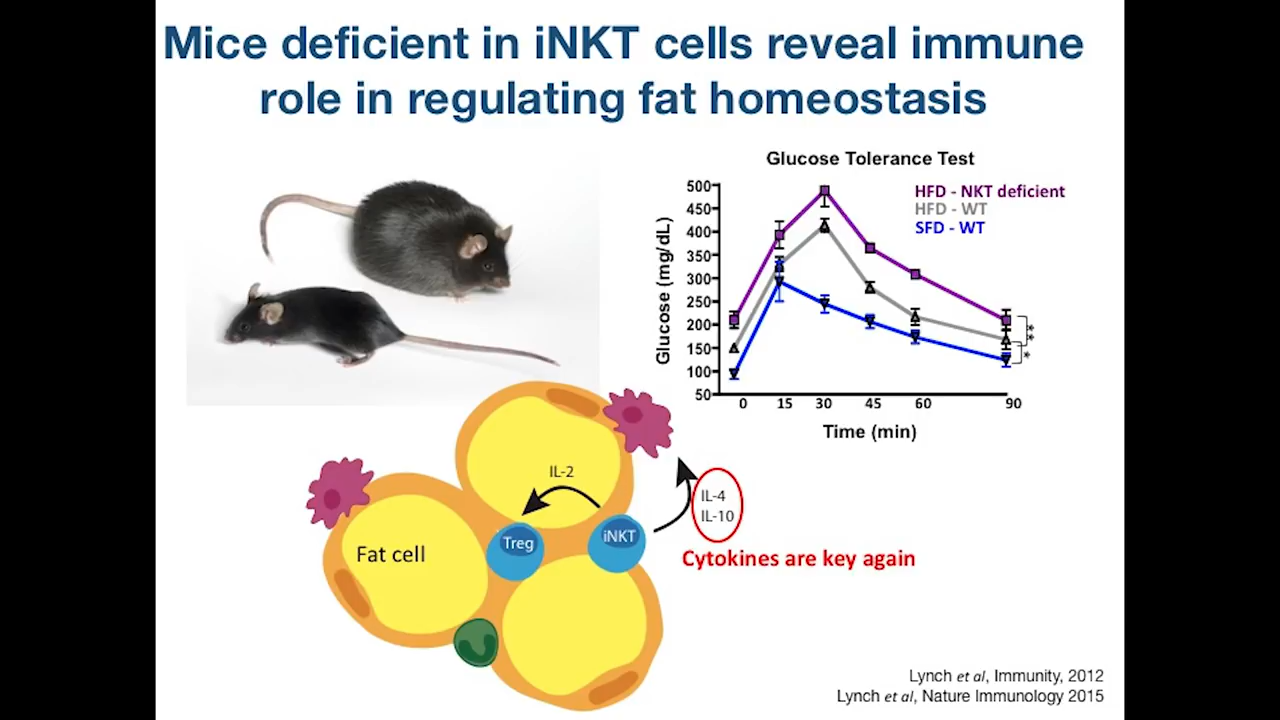 Mice deficient in iNKT cells reveal immune
role in regulating fat homeostasis
Glucose Tolerance Test
HFD - NKT deficient
HFD - WT
SFD - WT
Glucose (mg/dL)
500
450
400
350
300
250
200
150
100
50
0 15 30 45 60 90
Time (min)
**
*
IL-2
IL-4
IL-10
Treg
iNKT
Fat cell
Cytokines are key again
Lynch et al, Immunity, 2012
Lynch et al, Nature Immunology 2015